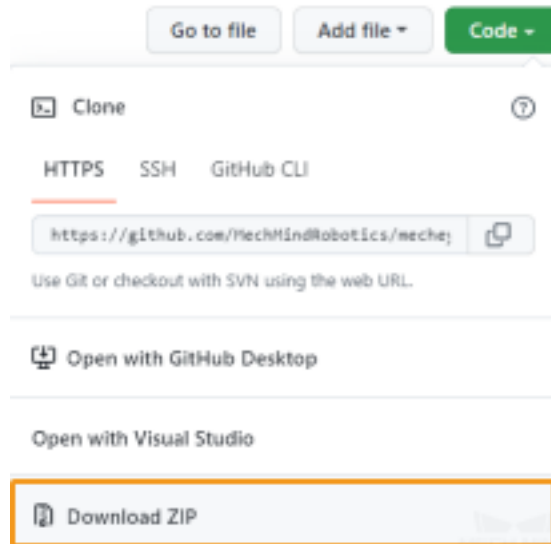 Go to file Add file Code
Clone
HTTPS SSH GitHub CLI
https://github.com/MechMindRobotics/meche
Use Git or checkout with SVN using the web URL.
Open with GitHub Desktop
Open with Visual Studio
Download ZIP